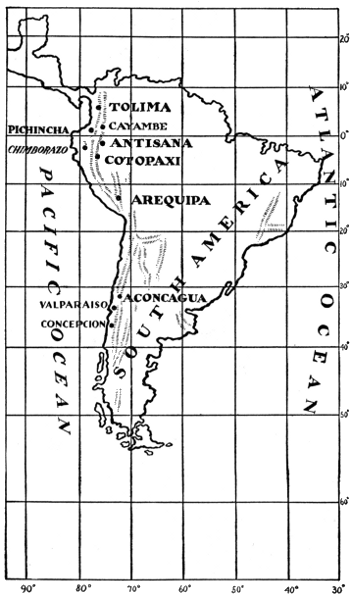 20°
10°
0°
10°
20°
30°
40°
50°
60°
90° 80° 70° 60° 50° 40° 30°
TOLIMA
CAYAMBE
PICHINCHA
ANTISANA
CHIMBORAZO
COTOPAXI
AREQUIPA
ACONCAGUA
VALPARAISO
CONCEPCION
SOUTH AMERICA
PACIFIC OCEAN
ATLANTIC OCEAN